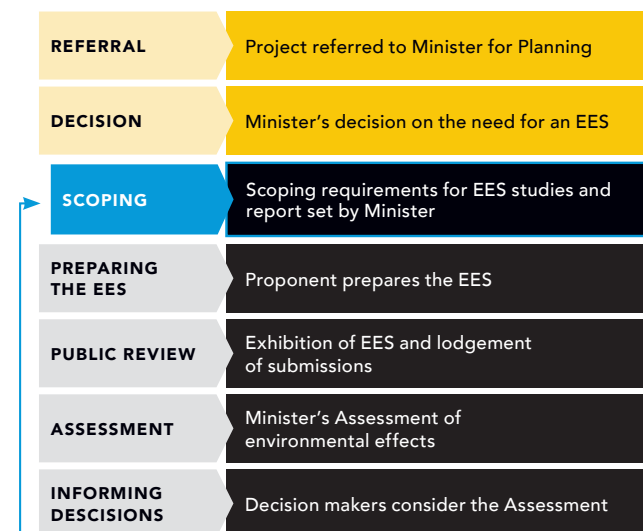 REFERRAL
Project referred to Minister for Planning
DECISION
Minister's decision on the need for an EES
SCOPING
Scoping requirements for EES studies and
report set by Minister
PREPARING
THE EES
Proponent prepares the EES
PUBLIC REVIEW
Exhibition of EES and lodgement
of submissions
ASSESSMENT
Minister's Assessment of
environmental effects
INFORMING
DESCISIONS
Decision makers consider the Assessment